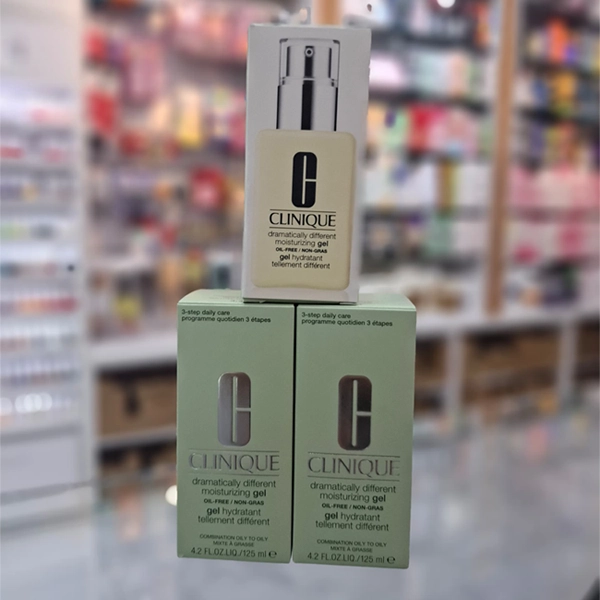 CLINIQUE
dramatically different
moisturizing gel
OIL-FREE / NON-GRAS
gel hydratant
tellement différent
3-step daily care
programme quotidien 3 étapes
CLINIQUE
dramatically different
moisturizing gel
OIL-FREE / NON-GRAS
gel hydratant
tellement différent
COMBINATION OILY TO OILY
MIXTE À GRASSE
4.2 FL.OZ.LIQ./125 ml ℮
3-step daily care
programme quotidien 3 étapes
CLINIQUE
dramatically different
moisturizing gel
OIL-FREE / NON-GRAS
gel hydratant
tellement différent
COMBINATION OILY TO OILY
MIXTE À GRASSE
4.2 FL.OZ.LIQ./125 ml ℮